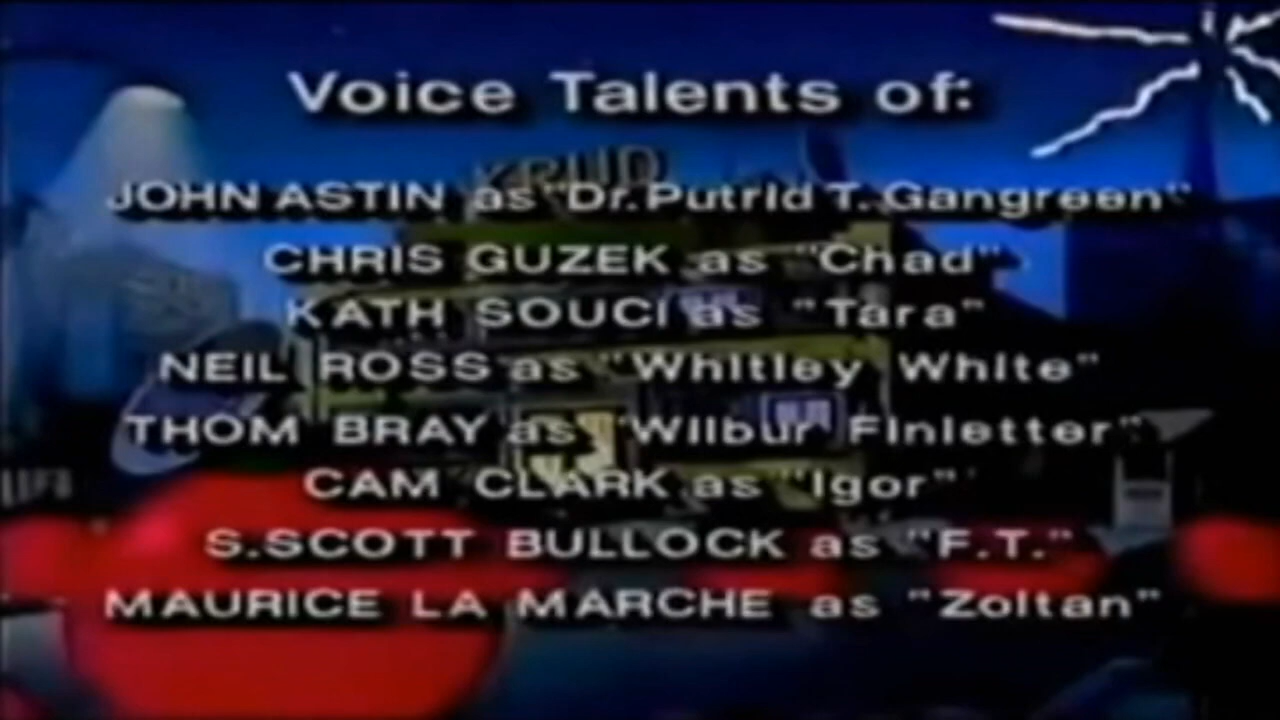 Voice Talents of:
KRUD
JOHN ASTIN as "Dr. Putrid T. Gangreen"
CHRIS GUZEK as "Chad"
KATH SOUCI as "Tara"
NEIL ROSS as "Whitley White"
THOM BRAY as "Wilbur Finletter"
CAM CLARK as "Igor"
S.SCOTT BULLOCK as "F.T."
MAURICE LA MARCHE as "Zoltan"